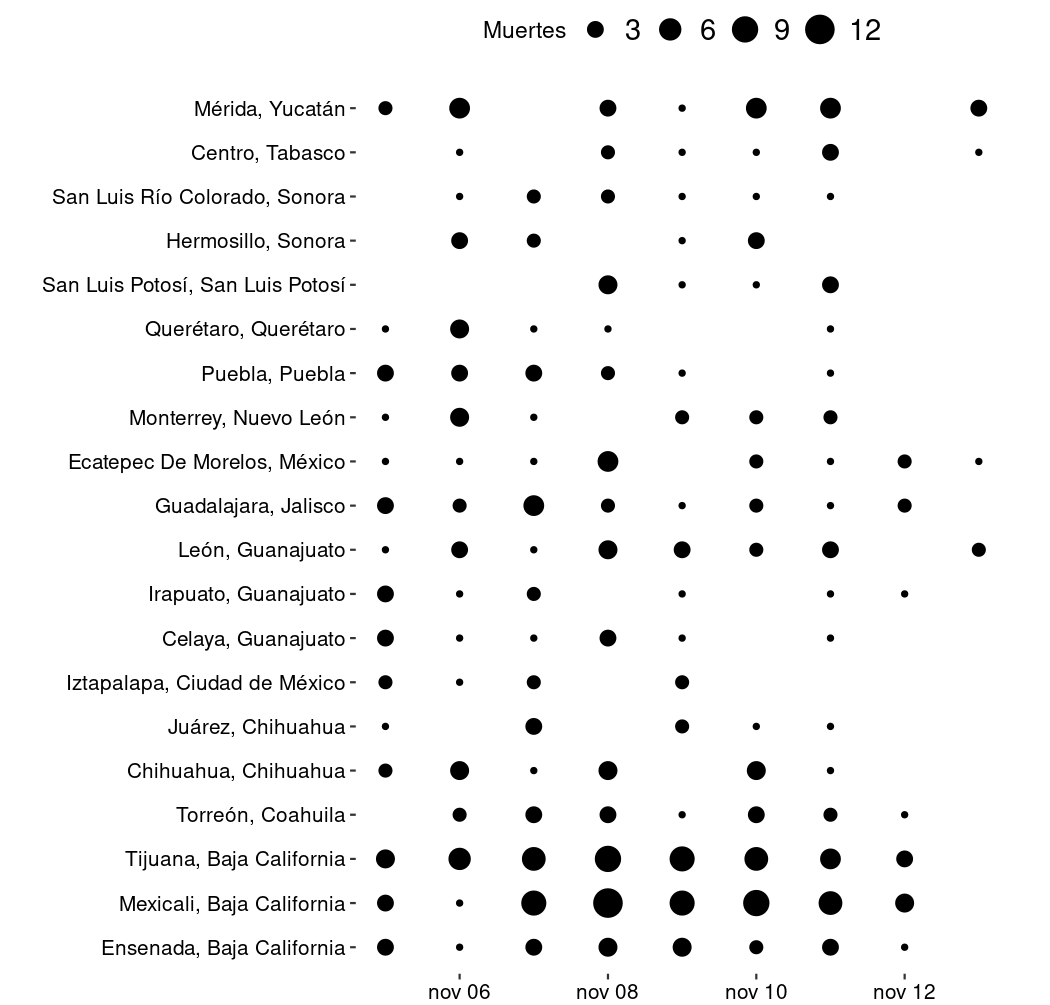 Muertes 3 6 9 12
Mérida, Yucatán
Centro, Tabasco
San Luis Río Colorado, Sonora
Hermosillo, Sonora
San Luis Potosí, San Luis Potosí
Querétaro, Querétaro
Puebla, Puebla
Monterrey, Nuevo León
Ecatepec De Morelos, México
Guadalajara, Jalisco
León, Guanajuato
Irapuato, Guanajuato
Celaya, Guanajuato
Iztapalapa, Ciudad de México
Juárez, Chihuahua
Chihuahua, Chihuahua
Torreón, Coahuila
Tijuana, Baja California
Mexicali, Baja California
Ensenada, Baja California
nov 06 nov 08 nov 10 nov 12